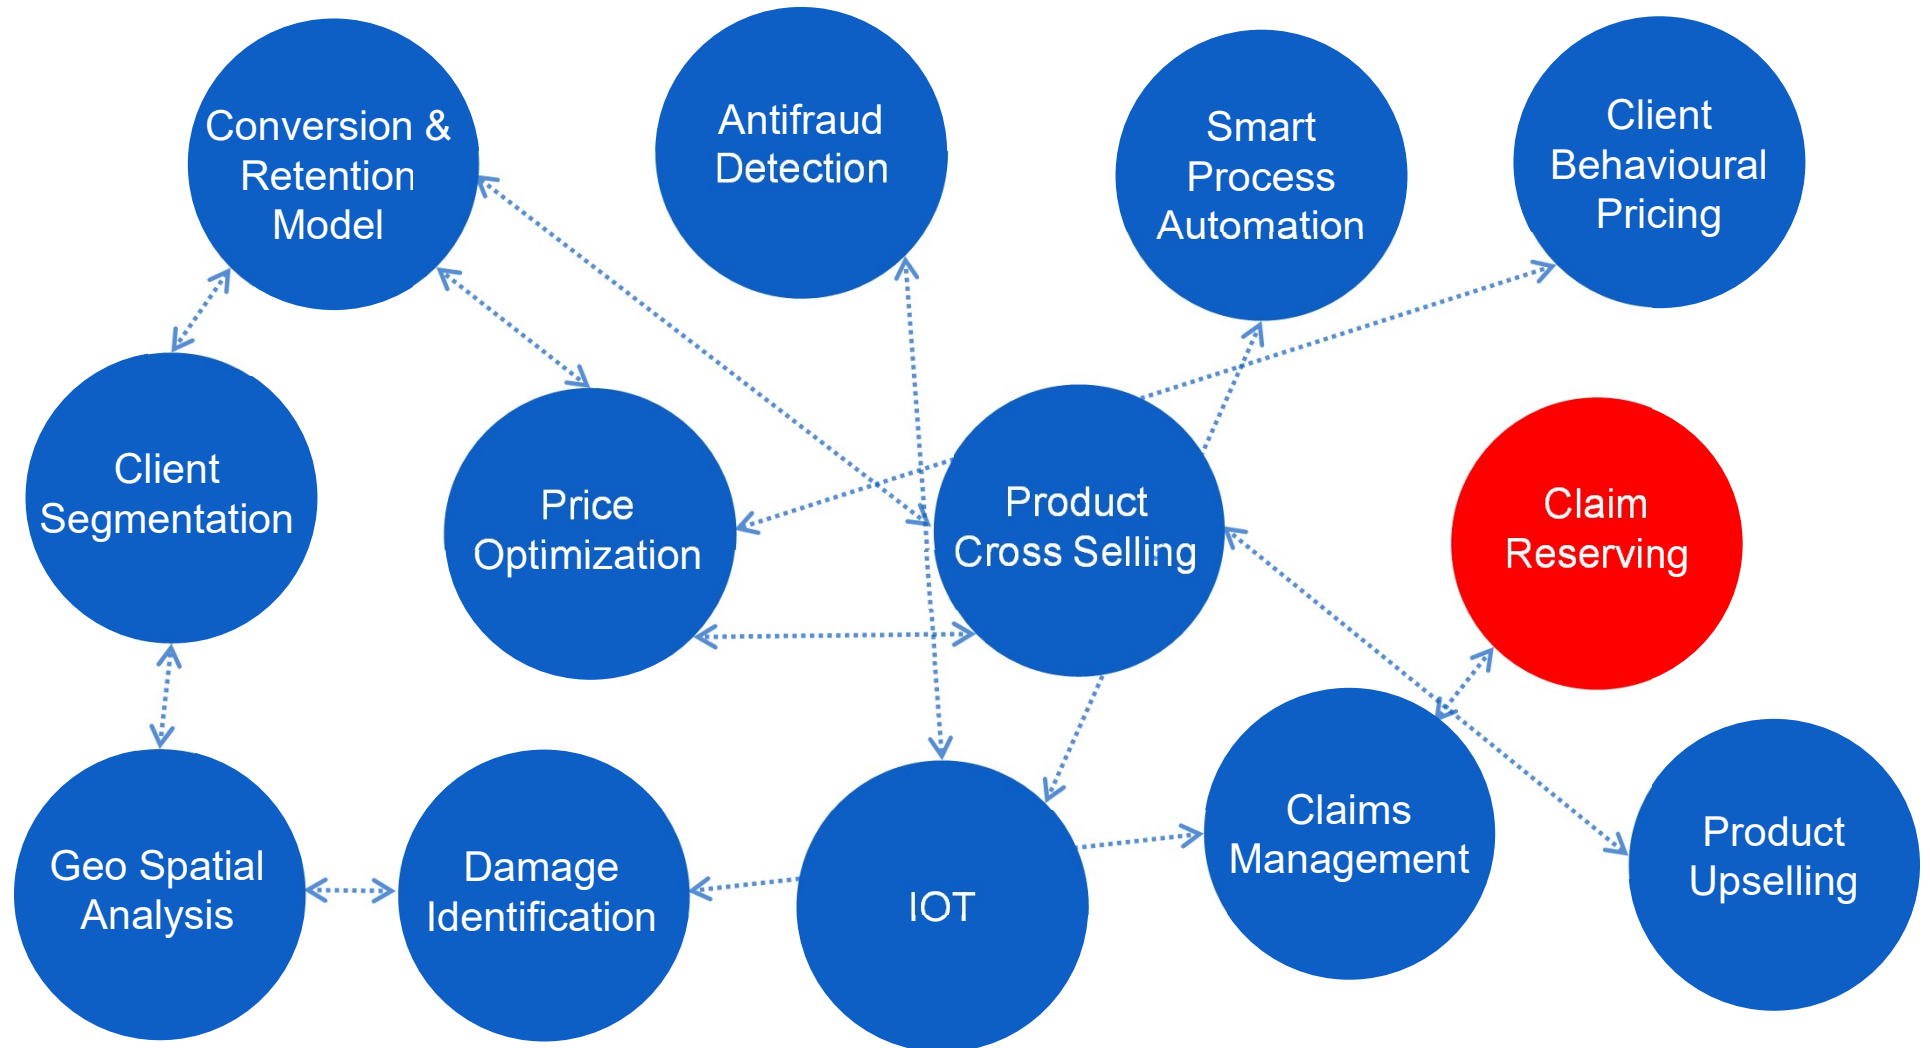 Conversion &
Retention
Model
Antifraud
Detection
Smart
Process
Automation
Client
Behavioural
Pricing
Client
Segmentation
Price
Optimization
Product
Cross Selling
Claim
Reserving
Geo Spatial
Analysis
Damage
Identification
IOT
Claims
Management
Product
Upselling